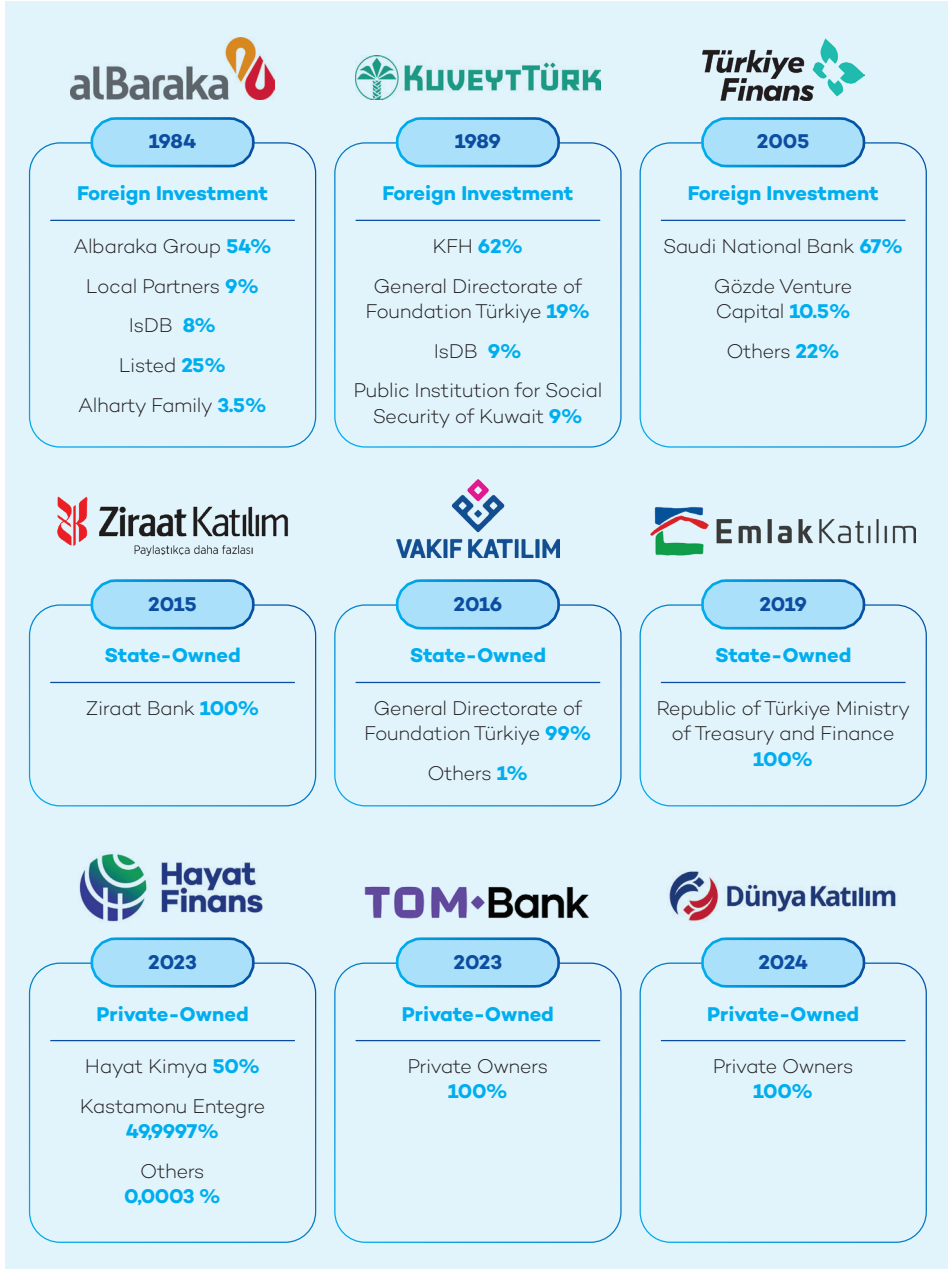 alBaraka
1984
Foreign Investment
Albaraka Group 54%
Local Partners 9%
IsDB 8%
Listed 25%
Alharty Family 3.5%
KUVEYT TÜRK
1989
Foreign Investment
KFH 62%
General Directorate of
Foundation Türkiye 19%
IsDB 9%
Public Institution for Social
Security of Kuwait 9%
Türkiye
Finans
2005
Foreign Investment
Saudi National Bank 67%
Gözde Venture
Capital 10.5%
Others 22%
Ziraat Katılım
Paylaştıkça daha fazlası
2015
State-Owned
Ziraat Bank 100%
VAKIF KATILIM
2016
State-Owned
General Directorate of
Foundation Türkiye 99%
Others 1%
Emlak Katılım
2019
State-Owned
Republic of Türkiye Ministry
of Treasury and Finance
100%
Hayat
Finans
2023
Private-Owned
Hayat Kimya 50%
Kastamonu Entegre
49,9997%
Others
0,0003 %
TOM Bank
2023
Private-Owned
Private Owners
100%
Dünya Katılım
2024
Private-Owned
Private Owners
100%